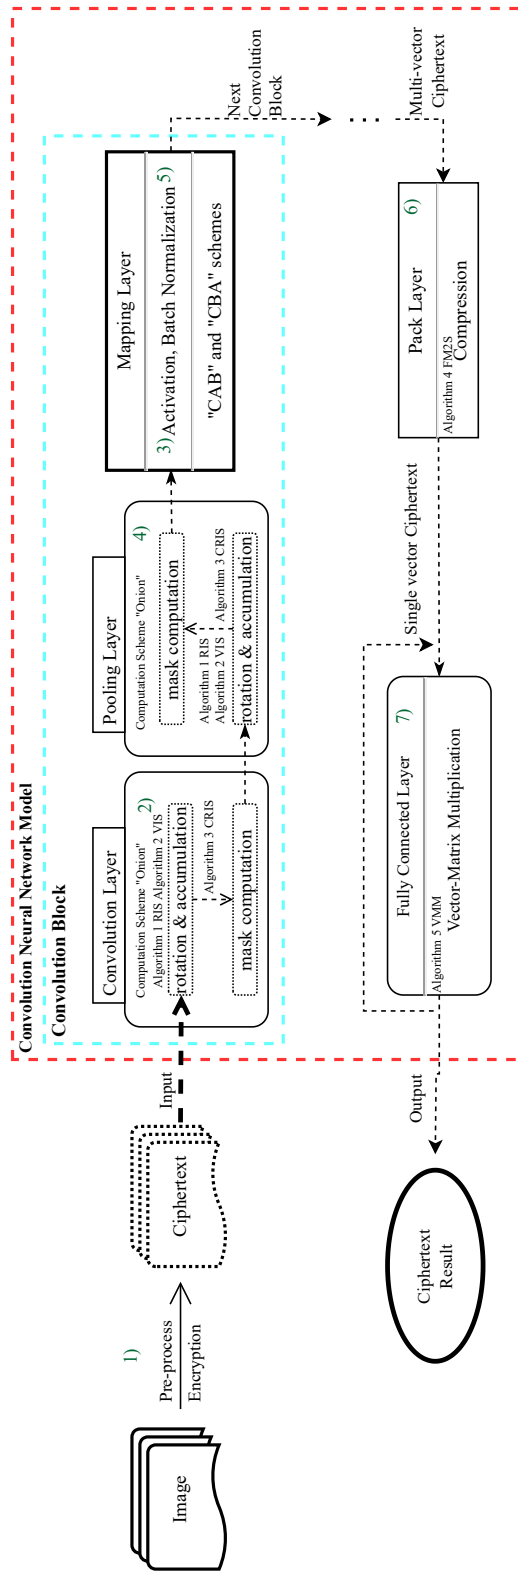 Convolution Neural Network Model
Convolution Block
Image
1)
Pre-process
Encryption
Ciphertext
Input
Convolution Layer
Computation Scheme "Onion"
2)
Algorithm 1 RIS Algorithm 2 VIS
rotation & accumulation
Algorithm 3 CRIS
mask computation
Pooling Layer
Computation Scheme "Onion"
4)
mask computation
Algorithm 1 RIS
Algorithm 2 VIS
Algorithm 3 CRIS
rotation & accumulation
Mapping Layer
3) Activation, Batch Normalization 5)
"CAB" and "CBA" schemes
Next
Convolution
Block
...
Multi-vector
Ciphertext
Pack Layer
6)
Algorithm 4 FM2S
Compression
Single vector Ciphertext
Fully Connected Layer
7)
Algorithm 5 VMM
Vector-Matrix Multiplication
Output
Ciphertext
Result